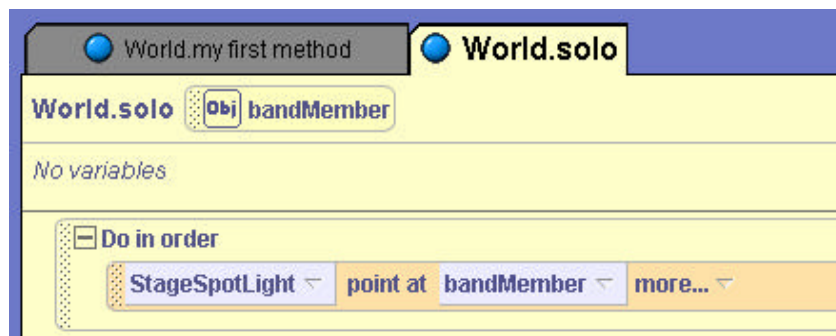 World.my first method World.solo
World.solo Obj bandMember
No variables
Do in order
StageSpotLight point at bandMember more...